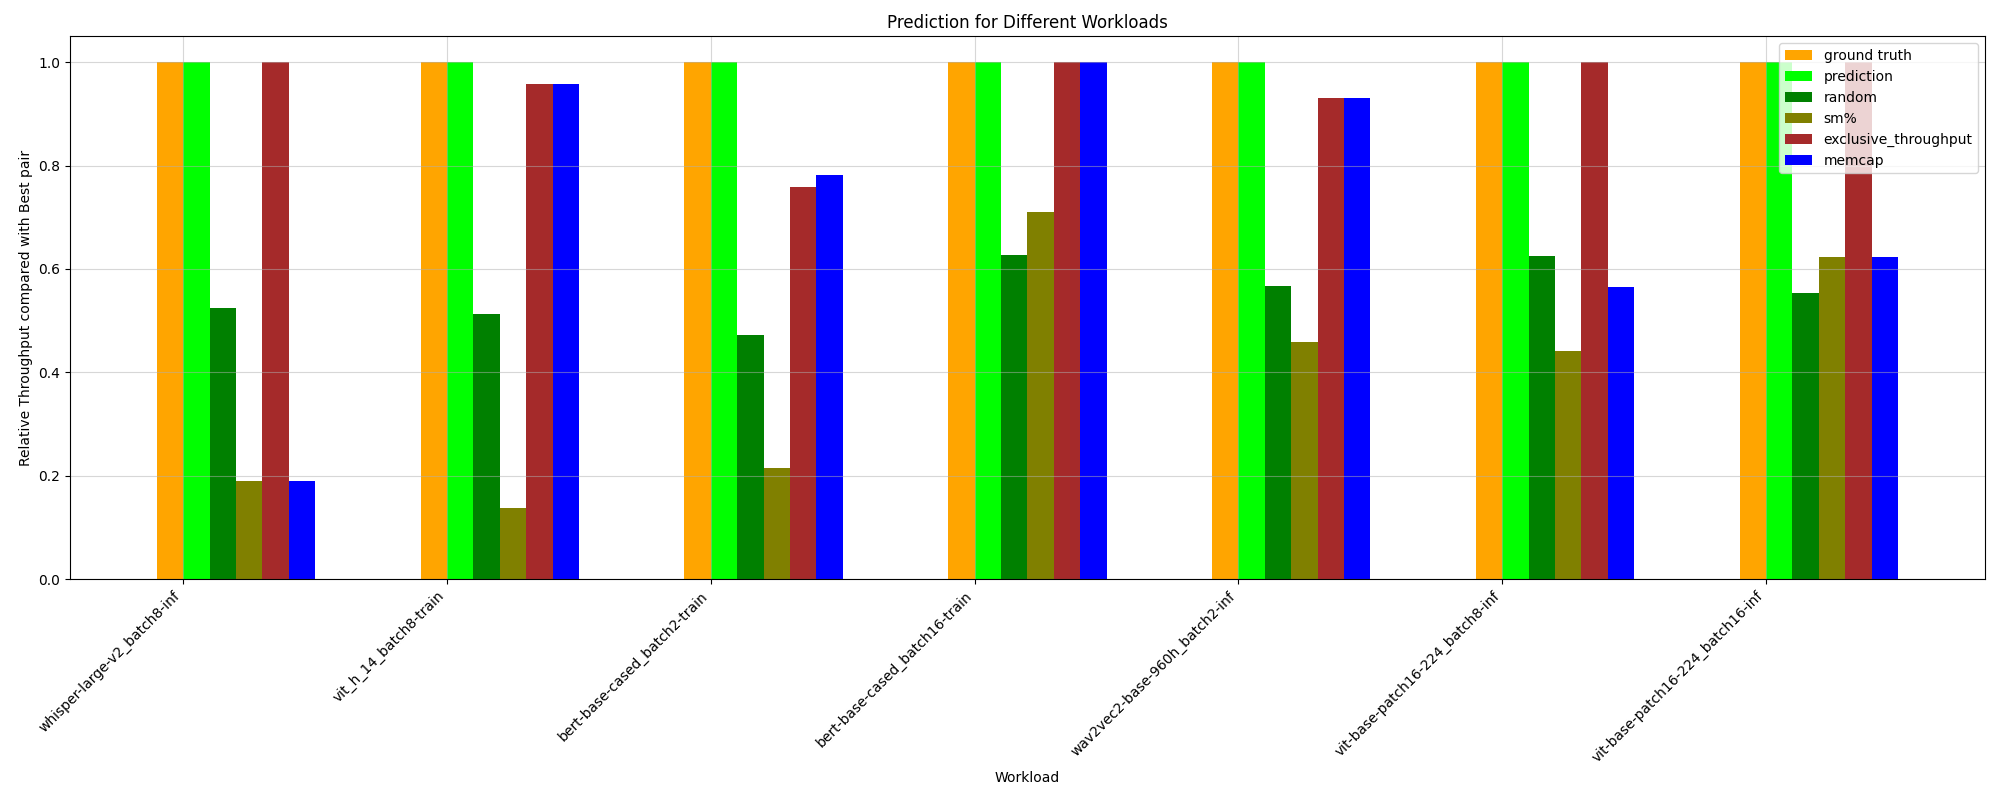 Prediction for Different Workloads
Relative Throughput compared with Best pair
1.0
0.8
0.6
0.4
0.2
0.0
ground truth
prediction
random
sm%
exclusive_throughput
memcap
whisper-large-v2_batch8-inf
vit_h_14_batch8-train
bert-base-cased_batch2-train
bert-base-cased_batch16-train
wav2vec2-base-960h_batch2-inf
vit-base-patch16-224_batch8-inf
vit-base-patch16-224_batch16-inf
Workload